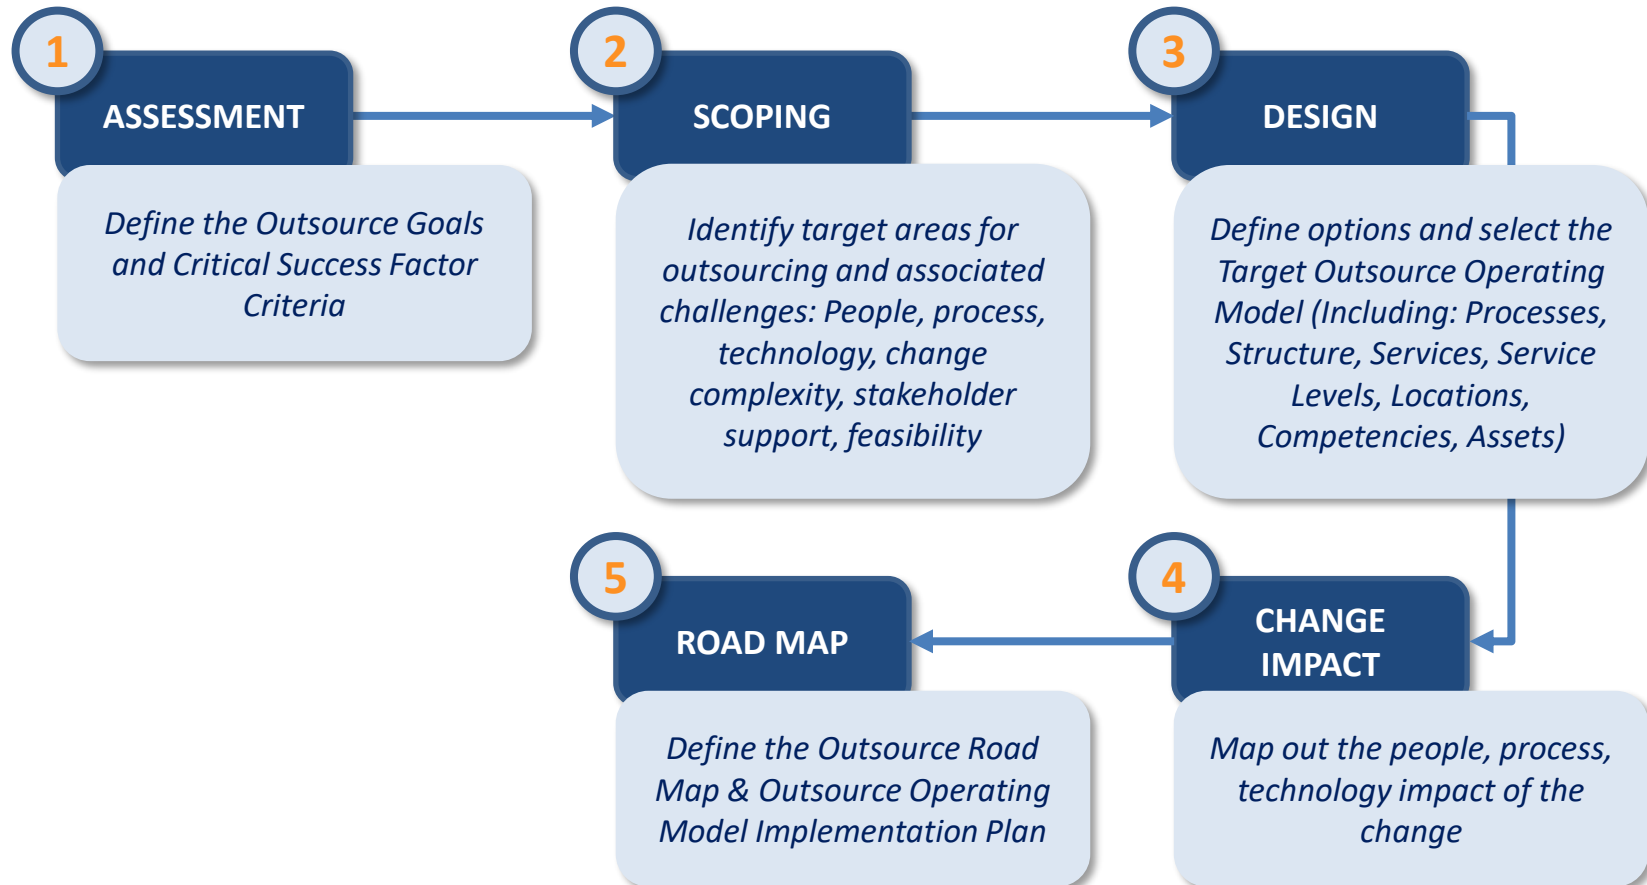 1
ASSESSMENT
Define the Outsource Goals
and Critical Success Factor
Criteria
2
SCOPING
Identify target areas for
outsourcing and associated
challenges: People, process,
technology, change
complexity, stakeholder
support, feasibility
3
DESIGN
Define options and select the
Target Outsource Operating
Model (Including: Processes,
Structure, Services, Service
Levels, Locations,
Competencies, Assets)
4
CHANGE
IMPACT
Map out the people, process,
technology impact of the
change
5
ROAD MAP
Define the Outsource Road
Map & Outsource Operating
Model Implementation Plan